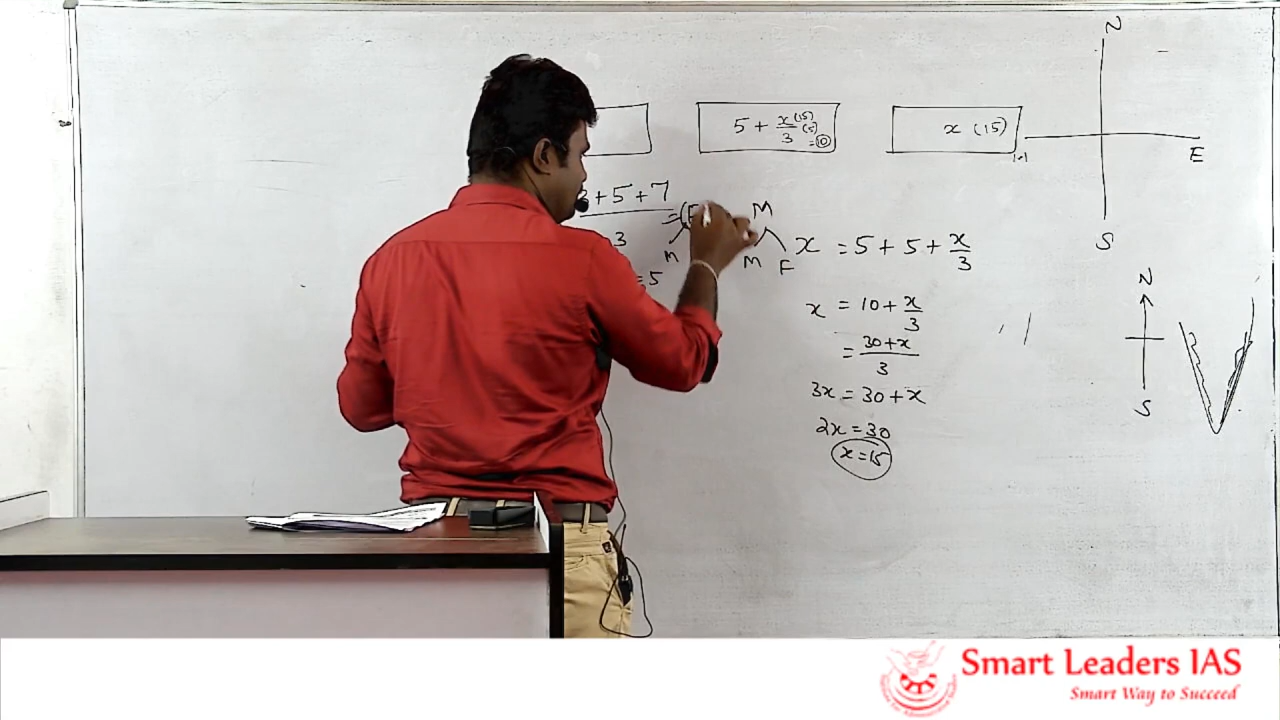 N
5 + x(15)/3(5) = 10
x (15)
E
S
3 + 5 + 7
3
= 5
M
M
M F
x = 5 + 5 + x/3
x = 10 + x/3
= 30+x/3
3x = 30 + x
2x = 30
x = 15
N
S
Smart Leaders IAS
Smart Way to Succeed